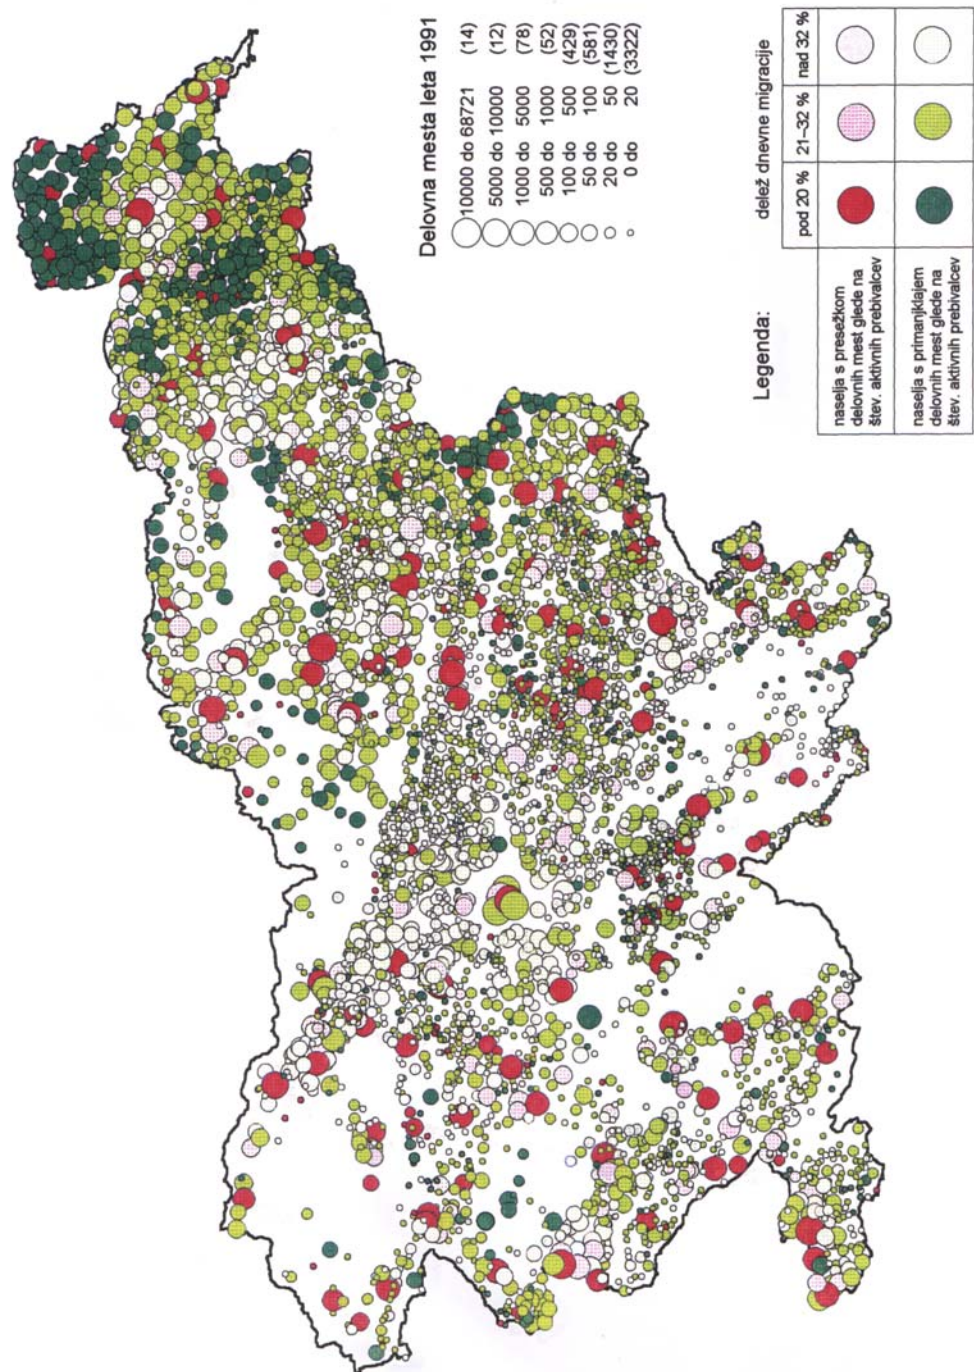 Delovna mesta leta 1991
10000 do 68721 (14)
5000 do 10000 (12)
1000 do 5000 (78)
500 do 1000 (52)
100 do 500 (429)
50 do 100 (581)
20 do 50 (1430)
0 do 20 (3322)
Legenda:
delež dnevne migracije
pod 20 % 21–32 % nad 32 %
naselja s presežkom
delovnih mest glede na
štev. aktivnih prebivalcev
naselja s primanjklajem
delovnih mest glede na
štev. aktivnih prebivalcev